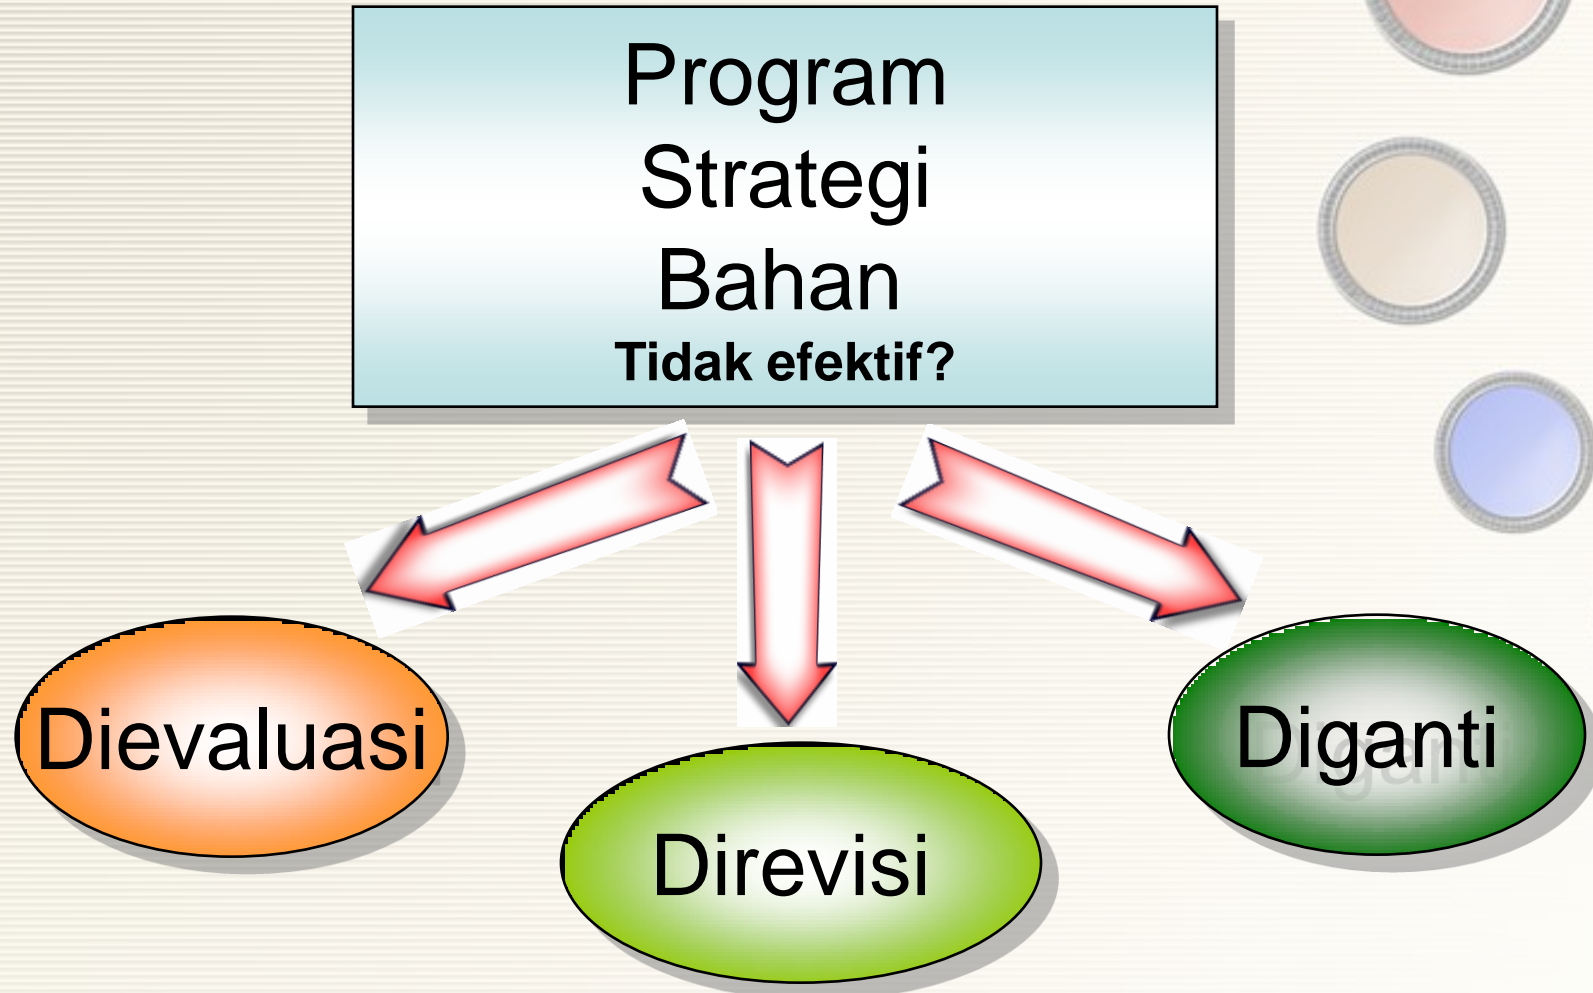 Program
Strategi
Bahan
Tidak efektif?
Dievaluasi
Direvisi
Diganti